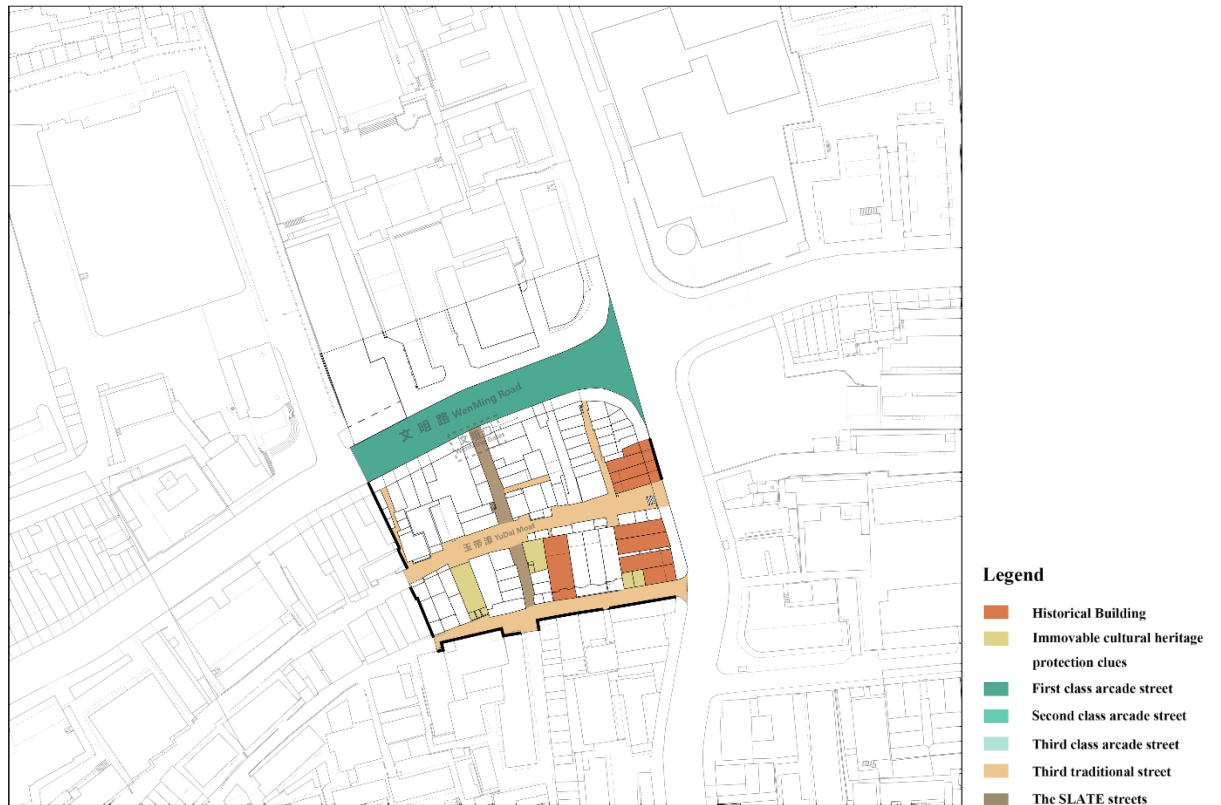 文 明 路 WenMing Road
玉带濠 YuDai Moat
Legend
Historical Building
Immovable cultural heritage
protection clues
First class arcade street
Second class arcade street
Third class arcade street
Third traditional street
The SLATE streets